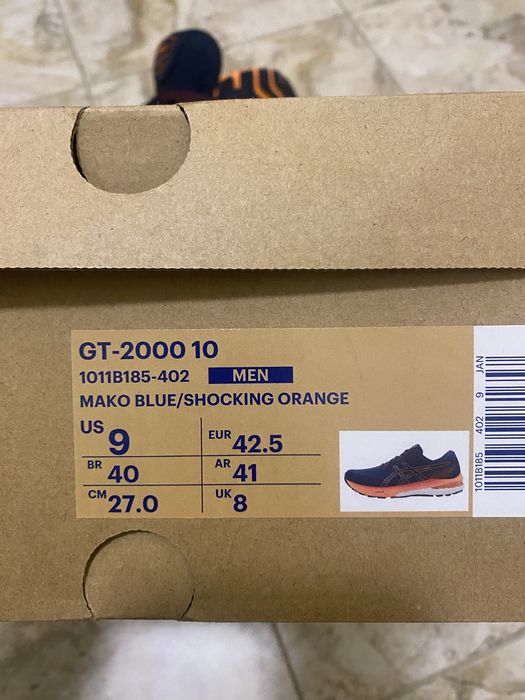 GT-2000 10
1011B185-402 MEN
MAKO BLUE/SHOCKING ORANGE
US 9 EUR 42.5
BR 40 AR 41
CM 27.0 UK 8
1011B185 402 9 JAN